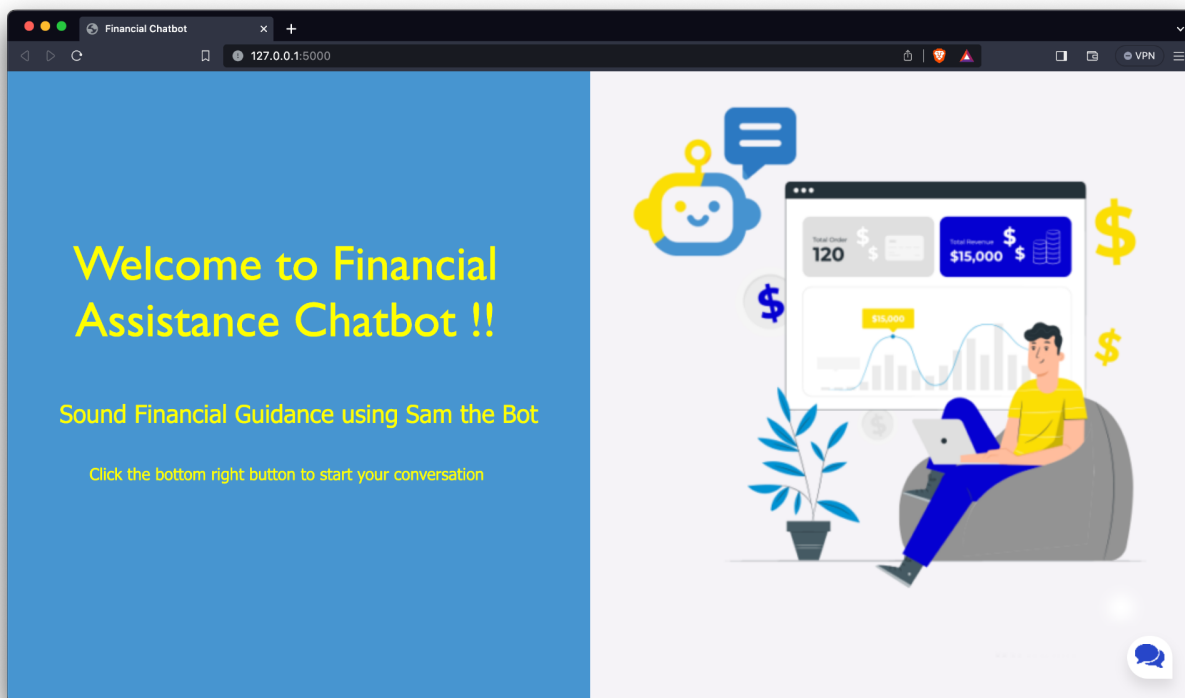 Financial Chatbot
127.0.0.1:5000
VPN
Welcome to Financial
Assistance Chatbot !!
Sound Financial Guidance using Sam the Bot
Click the bottom right button to start your conversation
Total Order
120
Total Revenue
$15,000
$15,000